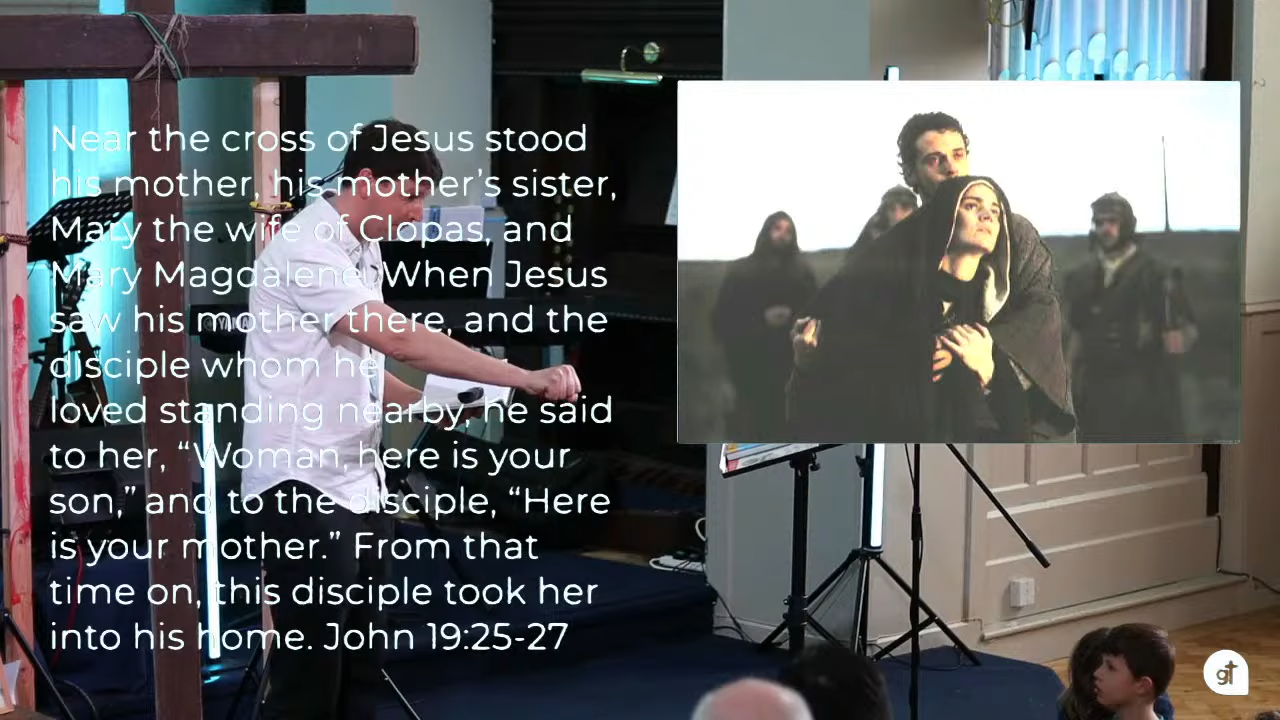 Near the cross of Jesus stood
his mother, his mother’s sister,
Mary the wife of Clopas, and
Mary Magdalene. When Jesus
saw his mother there, and the
disciple whom he
loved standing nearby, he said
to her, “Woman, here is your
son,” and to the disciple, “Here
is your mother.” From that
time on, this disciple took her
into his home. John 19:25-27
gt